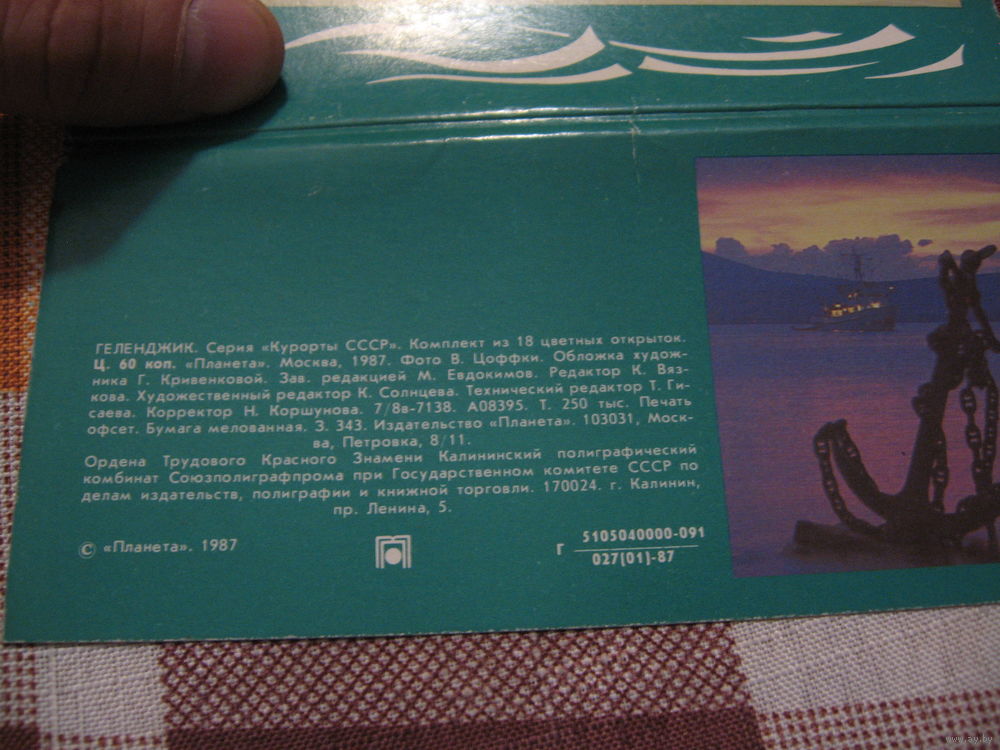 ГЕЛЕНДЖИК. Серия «Курорты СССР». Комплект из 18 цветных открыток.
Ц. 60 коп. «Планета». Москва, 1987. Фото В. Цоффки. Обложка худож-
ника Г. Кривенковой. Зав. редакцией М. Евдокимов. Редактор К. Вяз-
кова. Художественный редактор К. Солнцева. Технический редактор Т. Ги-
саева. Корректор Н. Коршунова. 7/8в-7138. А08395. Т. 250 тыс. Печать
офсет. Бумага мелованная. З. 343. Издательство «Планета». 103031, Моск-
ва, Петровка, 8/11.
Ордена Трудового Красного Знамени Калининский полиграфический
комбинат Союзполиграфпрома при Государственном комитете СССР по
делам издательств, полиграфии и книжной торговли. 170024. г. Калинин,
пр. Ленина, 5.
© «Планета». 1987
Г 5105040000-091
027(01)-87
www.ay.by